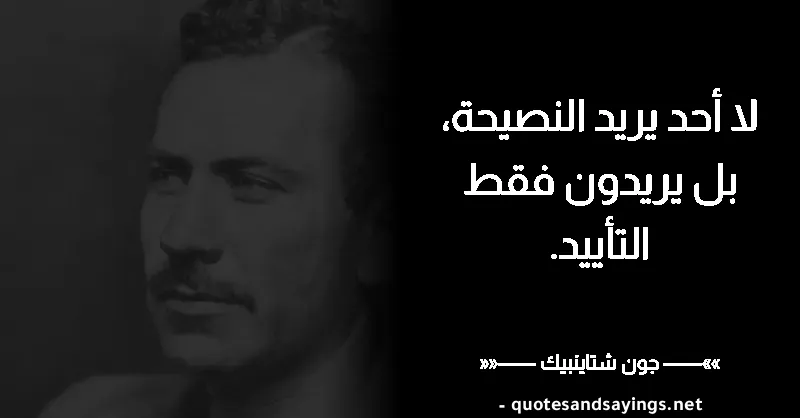 لا أحد يريد النصيحة،
بل يريدون فقط
التأييد.
»»—— جون شتاينبيك ——««
- quotesandsayings.net